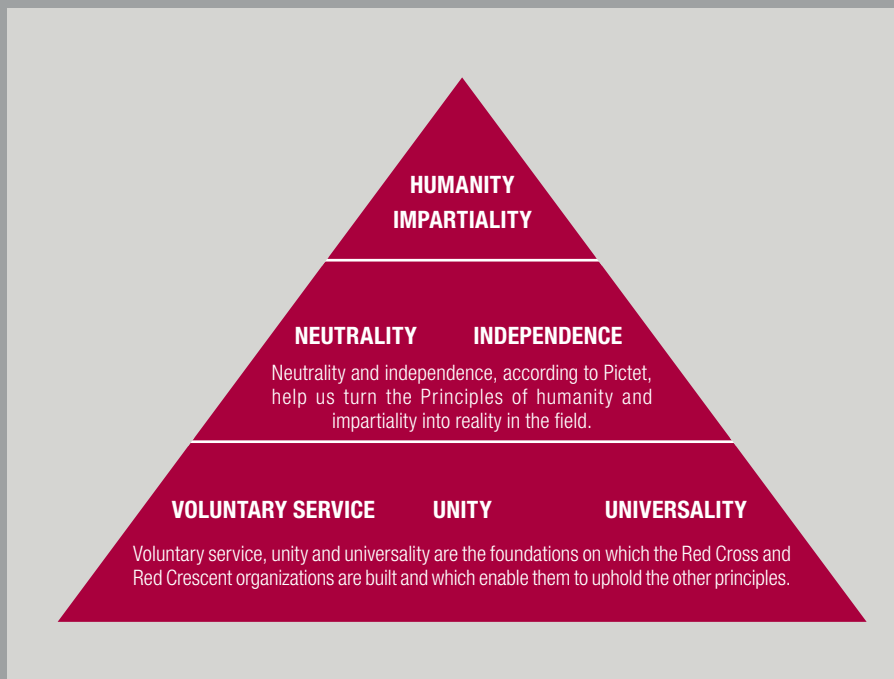 HUMANITY
IMPARTIALITY
NEUTRALITY INDEPENDENCE
Neutrality and independence, according to Pictet,
help us turn the Principles of humanity and
impartiality into reality in the field.
VOLUNTARY SERVICE UNITY UNIVERSALITY
Voluntary service, unity and universality are the foundations on which the Red Cross and
Red Crescent organizations are built and which enable them to uphold the other principles.